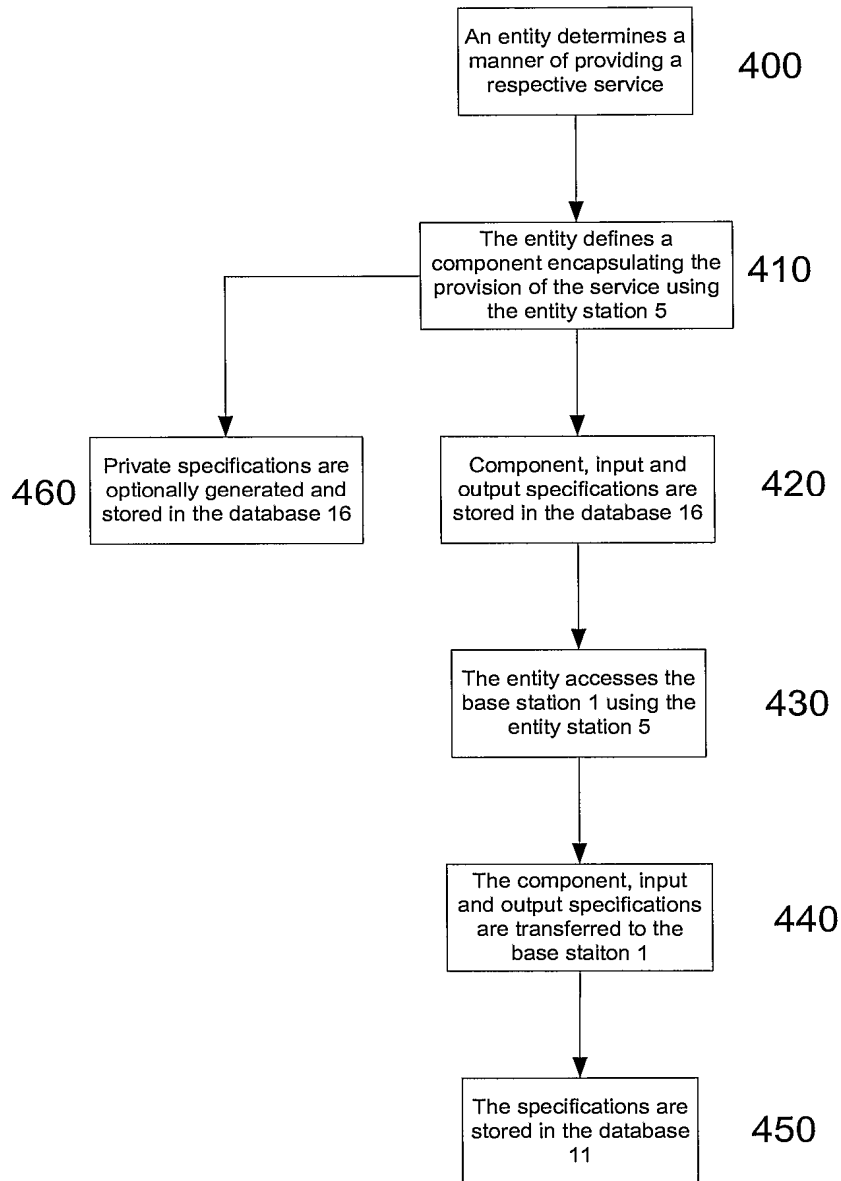 An entity determines a
manner of providing a
respective service
400
The entity defines a
component encapsulating the
provision of the service using
the entity station 5
410
460
Private specifications are
optionally generated and
stored in the database 16
Component, input and
output specifications are
stored in the database 16
420
The entity accesses the
base station 1 using the
entity station 5
430
The component, input
and output specifications
are transferred to the
base staiton 1
440
The specifications are
stored in the database
11
450